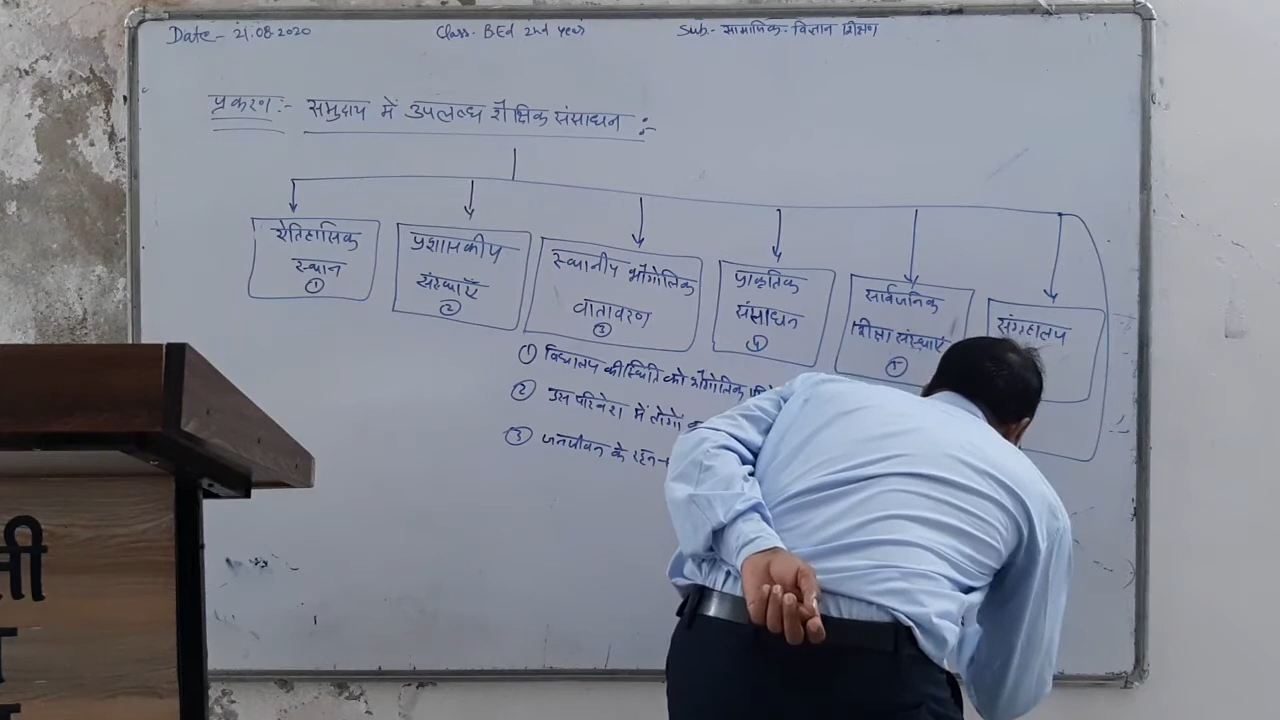 Date- 21.08.2020
Class- B.Ed 2nd year
Sub.- सामाजिक विज्ञान शिक्षण
प्रकरण :- समुदाय में उपलब्ध शैक्षिक संसाधन :-
ऐतिहासिक
स्थान
①
प्रशासकीय
संस्थाएँ
②
स्थानीय भौगोलिक
वातावरण
③
प्राकृतिक
संसाधन
④
सार्वजनिक
शिक्षा संस्थाएँ
⑤
संग्रहालय
① विद्यालय की स्थिति को भौगोलिक
② उस परिवेश में लोगों
③ जनजीवन के रहन-